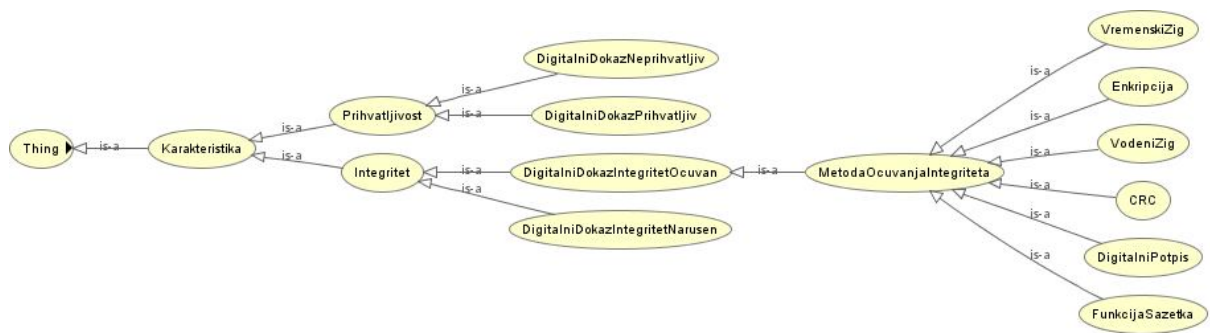 Thing
is-a
Karakteristika
is-a
is-a
Prihvatljivost
Integritet
is-a
is-a
is-a
is-a
DigitalniDokazNeprihvatljiv
DigitalniDokazPrihvatljiv
DigitalniDokazIntegritetOcuvan
DigitalniDokazIntegritetNarusen
is-a
MetodaOcuvanjaIntegriteta
is-a
is-a
is-a
is-a
is-a
is-a
VremenskiZig
Enkripcija
VodeniZig
CRC
DigitalniPotpis
FunkcijaSazetka